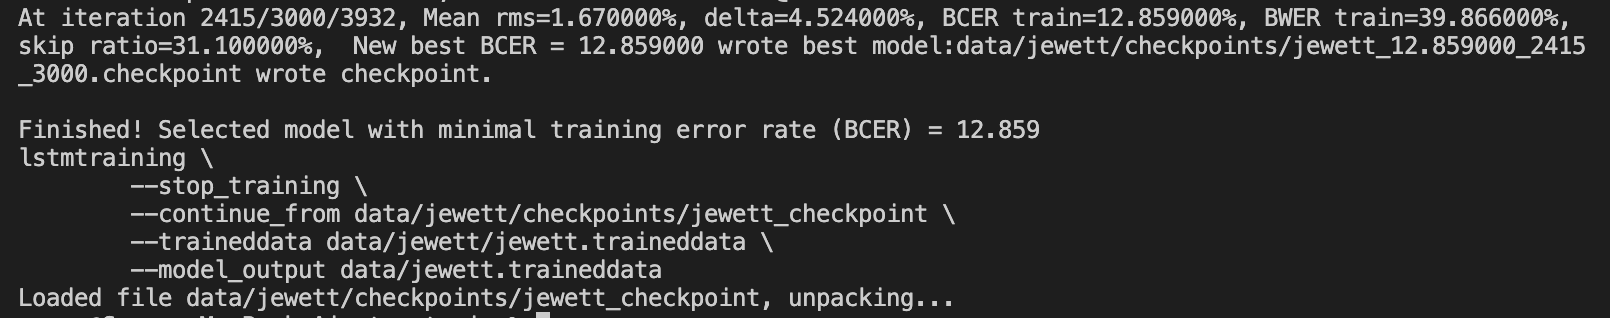 At iteration 2415/3000/3932, Mean rms=1.670000%, delta=4.524000%, BCER train=12.859000%, BWER train=39.866000%,
skip ratio=31.100000%,  New best BCER = 12.859000 wrote best model:data/jewett/checkpoints/jewett_12.859000_2415
_3000.checkpoint wrote checkpoint.

Finished! Selected model with minimal training error rate (BCER) = 12.859
lstmtraining \
        --stop_training \
        --continue_from data/jewett/checkpoints/jewett_checkpoint \
        --traineddata data/jewett/jewett.traineddata \
        --model_output data/jewett.traineddata
Loaded file data/jewett/checkpoints/jewett_checkpoint, unpacking...